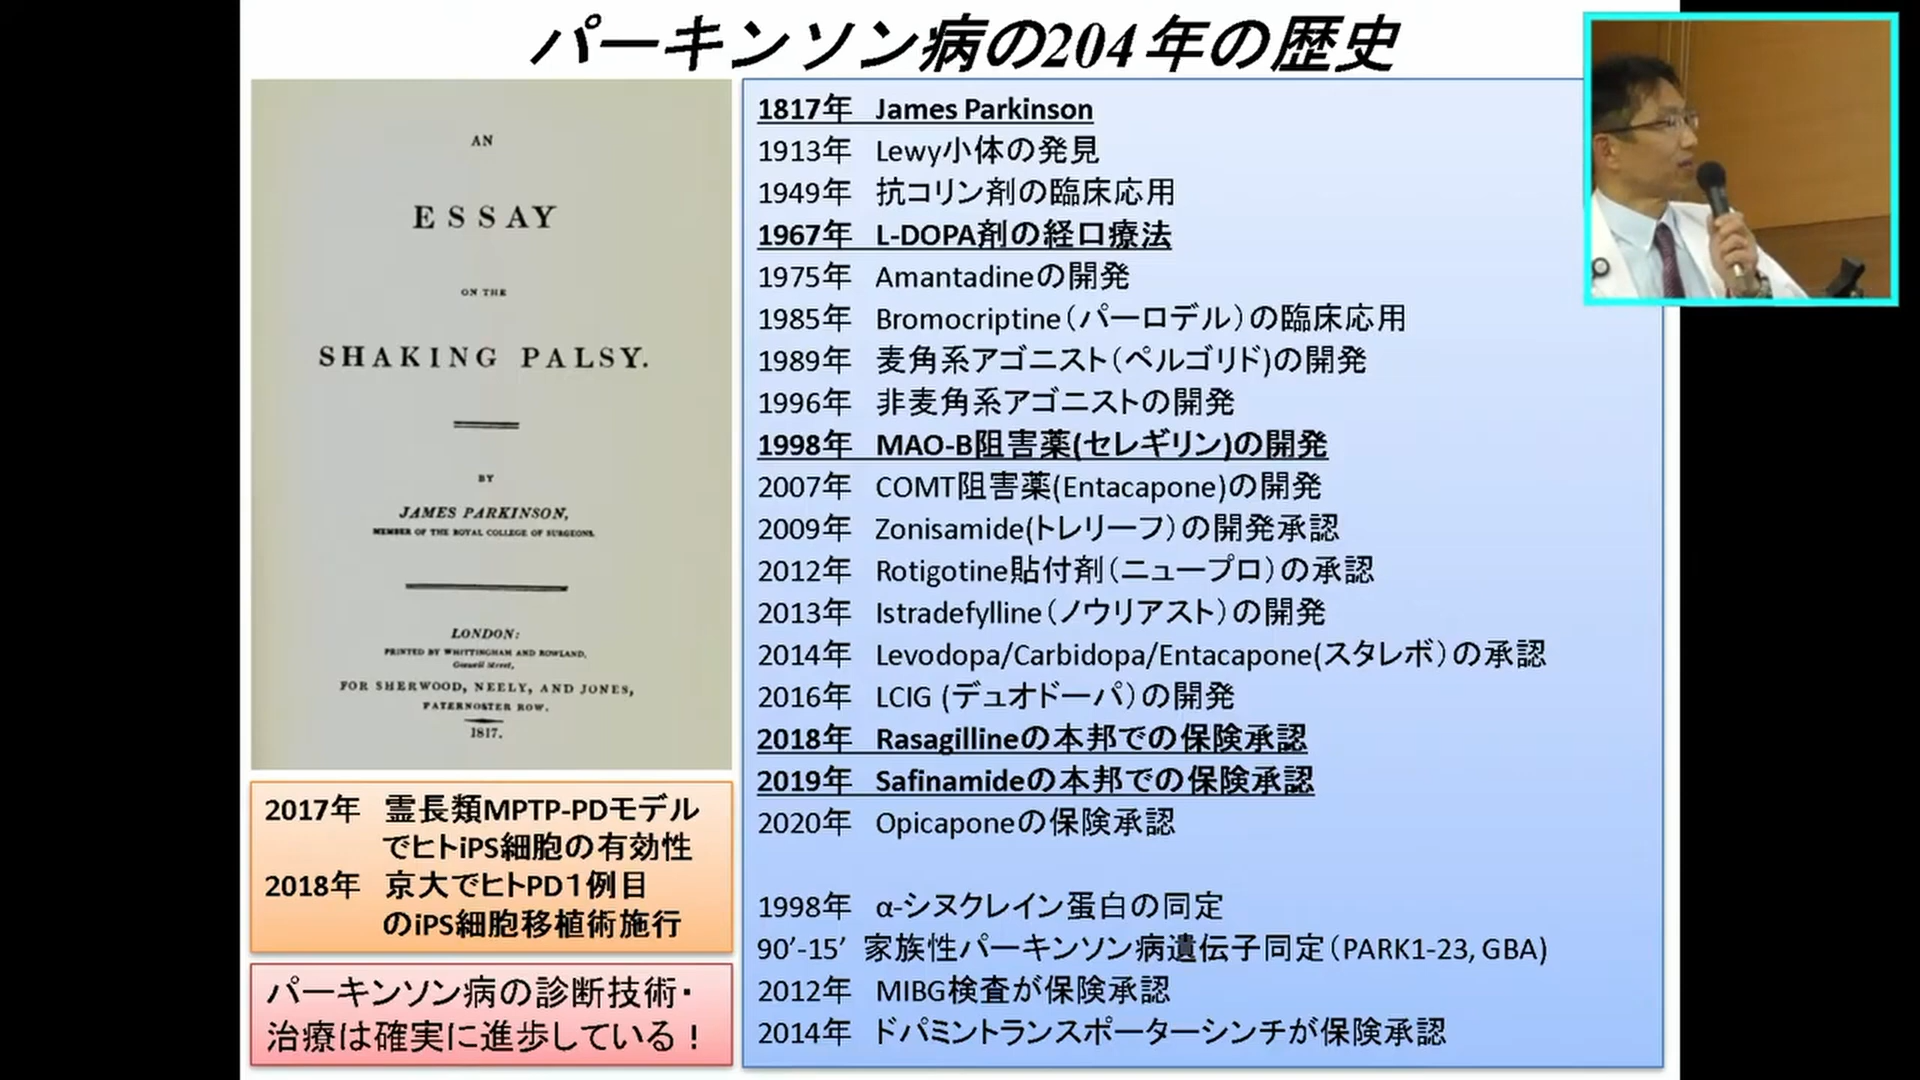 パーキンソン病の204年の歴史
AN
ESSAY
ON THE
SHAKING PALSY.
BY
JAMES PARKINSON,
MEMBER OF THE ROYAL COLLEGE OF SURGEONS.
LONDON:
PRINTED BY WHITTINGHAM AND ROWLAND,
Goswell Street,
FOR SHERWOOD, NEELY, AND JONES,
PATERNOSTER ROW.
1817.
2017年 霊長類MPTP-PDモデル
でヒトiPS細胞の有効性
2018年 京大でヒトPD１例目
のiPS細胞移植術施行
パーキンソン病の診断技術・
治療は確実に進歩している！
1817年 James Parkinson
1913年 Lewy小体の発見
1949年 抗コリン剤の臨床応用
1967年 L-DOPA剤の経口療法
1975年 Amantadineの開発
1985年 Bromocriptine（パーロデル）の臨床応用
1989年 麦角系アゴニスト（ペルゴリド)の開発
1996年 非麦角系アゴニストの開発
1998年 MAO-B阻害薬(セレギリン)の開発
2007年 COMT阻害薬(Entacapone)の開発
2009年 Zonisamide(トレリーフ）の開発承認
2012年 Rotigotine貼付剤（ニュープロ）の承認
2013年 Istradefylline（ノウリアスト）の開発
2014年 Levodopa/Carbidopa/Entacapone(スタレボ）の承認
2016年 LCIG (デュオドーパ）の開発
2018年 Rasagillineの本邦での保険承認
2019年 Safinamideの本邦での保険承認
2020年 Opicaponeの保険承認
1998年 α-シヌクレイン蛋白の同定
90’-15’ 家族性パーキンソン病遺伝子同定（PARK1-23, GBA)
2012年 MIBG検査が保険承認
2014年 ドパミントランスポーターシンチが保険承認